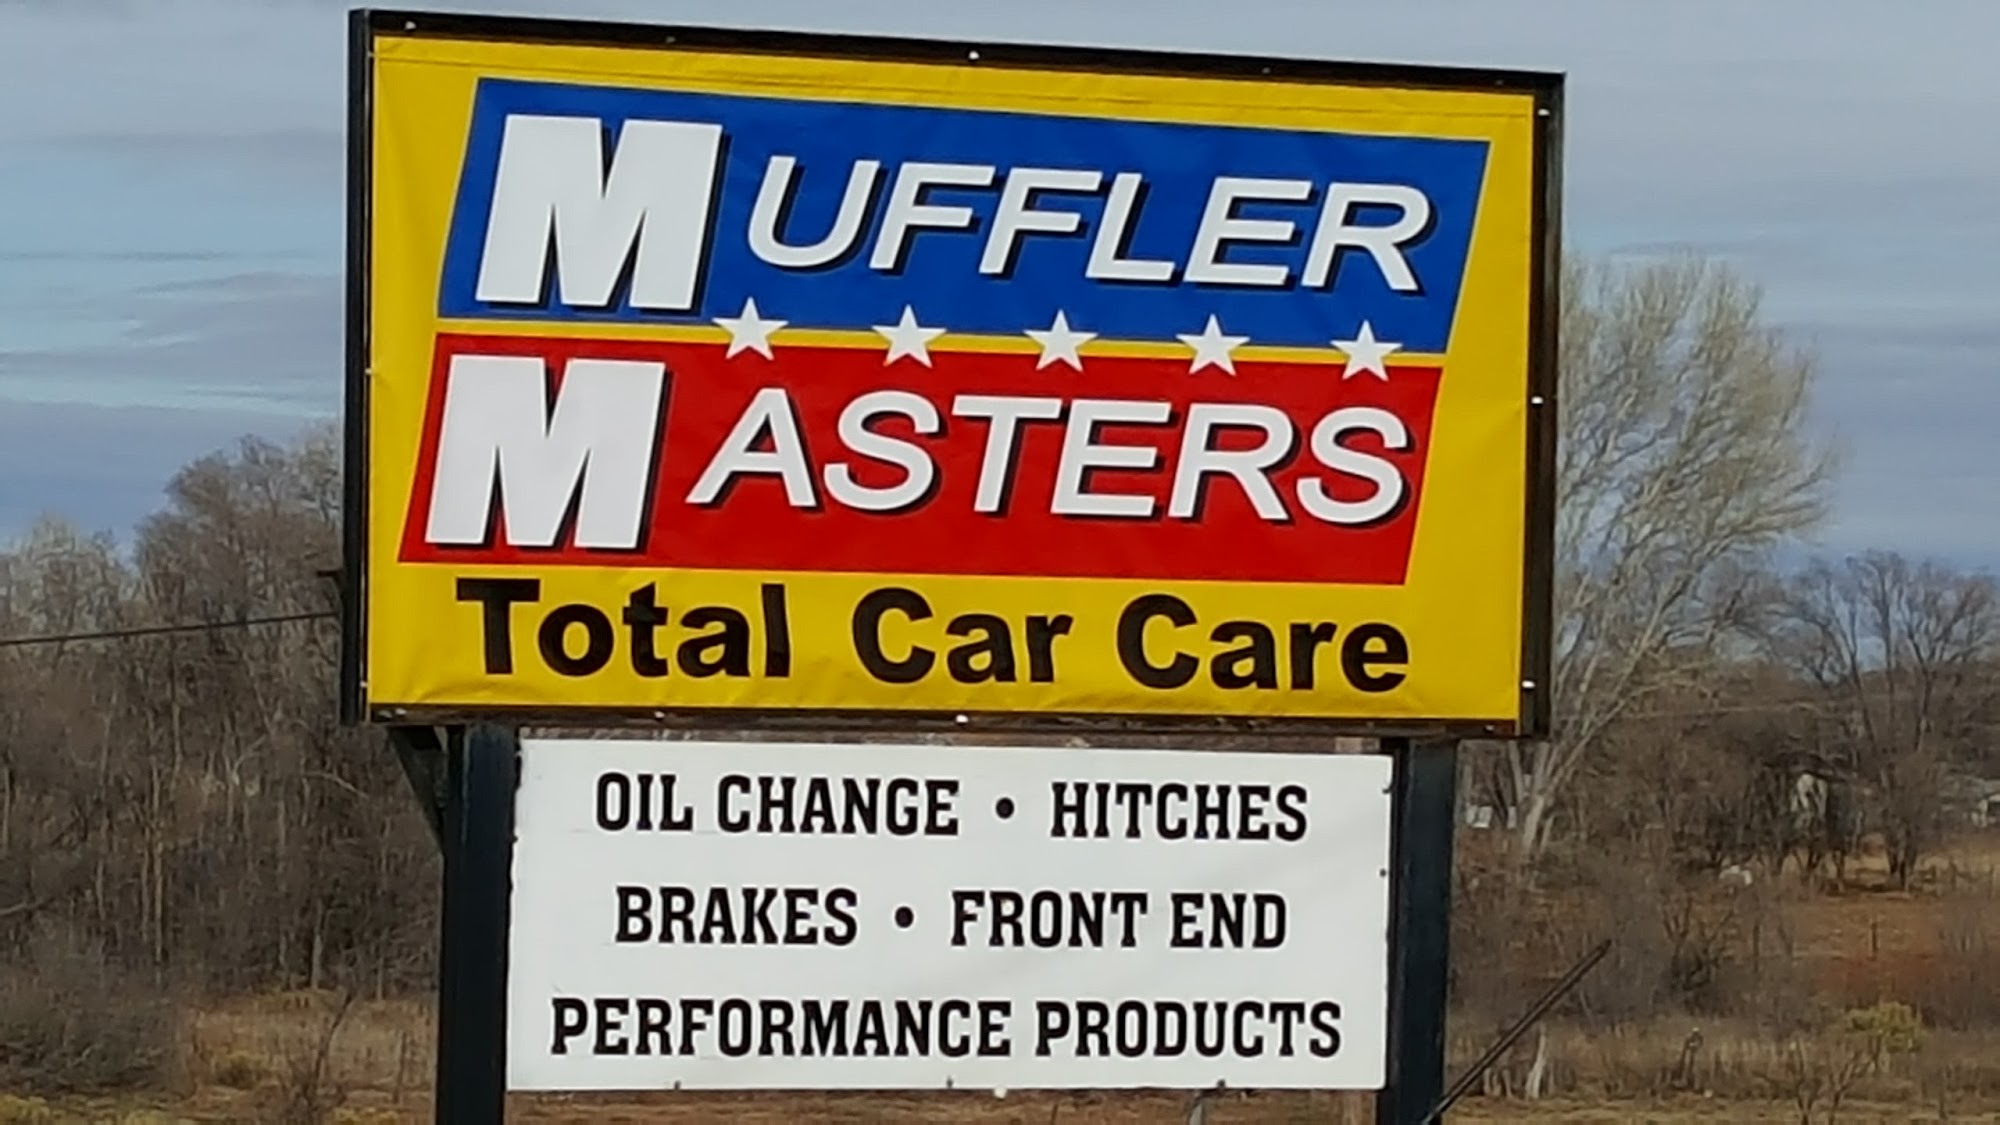 MUFFLER
MASTERS
Total Car Care
OIL CHANGE • HITCHES
BRAKES • FRONT END
PERFORMANCE PRODUCTS